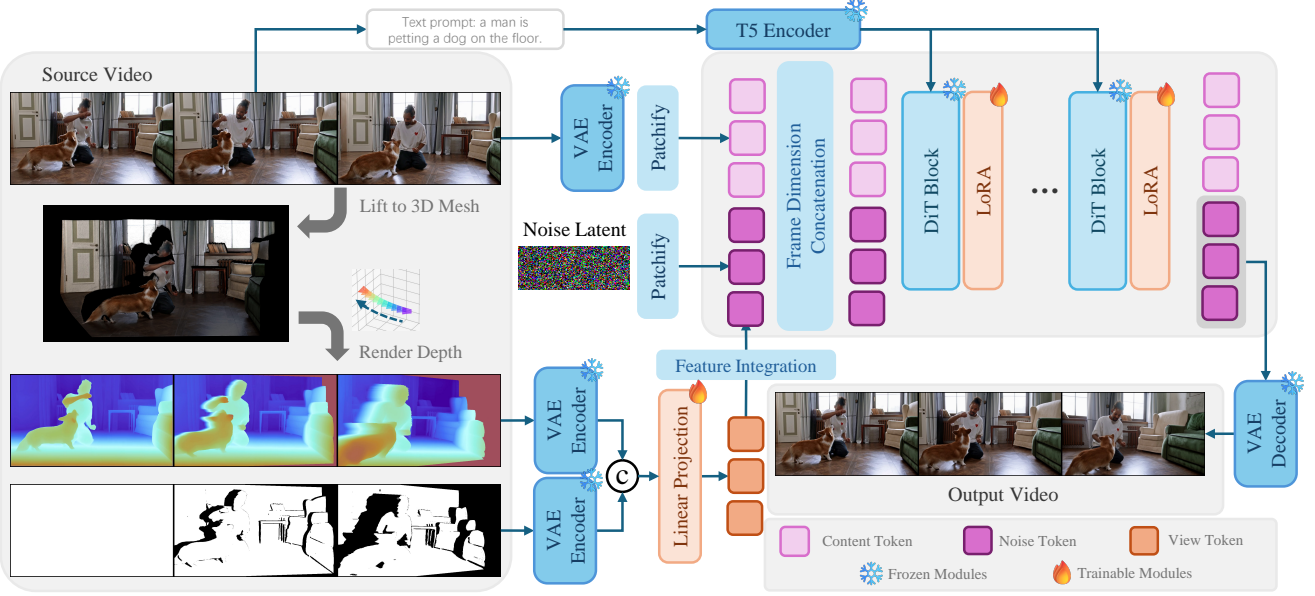 Text prompt: a man is
petting a dog on the floor.
T5 Encoder
Source Video
VAE
Encoder
Patchify
Frame Dimension
Concatenation
DiT Block
LoRA
...
DiT Block
LoRA
Lift to 3D Mesh
Noise Latent
Patchify
Render Depth
Feature Integration
VAE
Encoder
C
VAE
Encoder
Linear Projection
VAE
Decoder
Output Video
Content Token
Noise Token
View Token
Frozen Modules
Trainable Modules